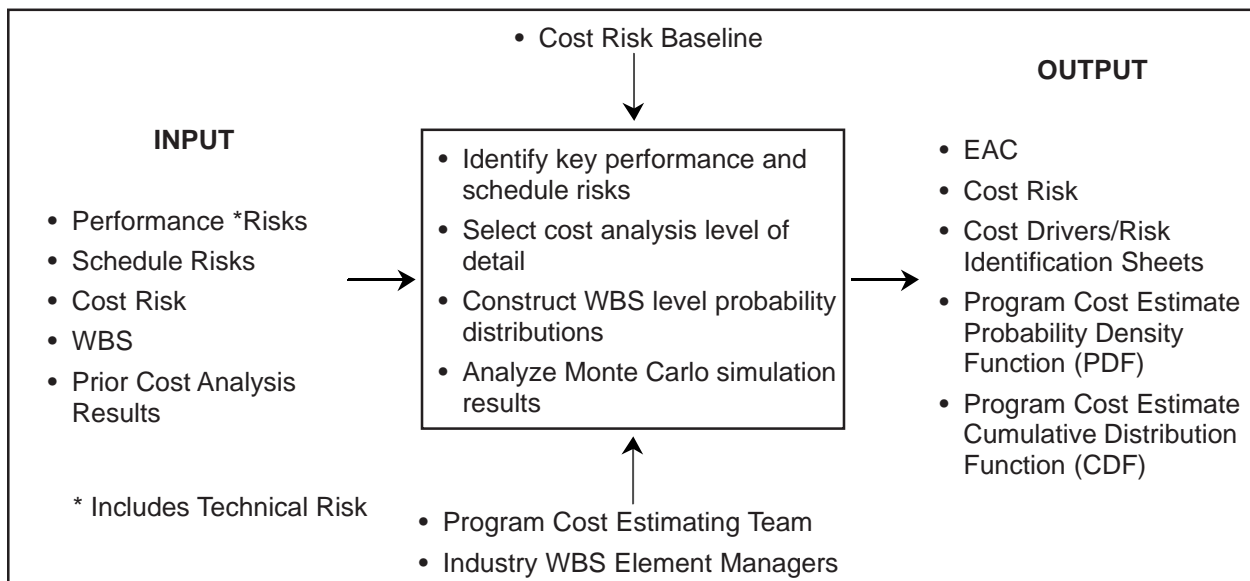 • Cost Risk Baseline
INPUT
• Performance *Risks
• Schedule Risks
• Cost Risk
• WBS
• Prior Cost Analysis
Results
* Includes Technical Risk
• Identify key performance and
schedule risks
• Select cost analysis level of
detail
• Construct WBS level probability
distributions
• Analyze Monte Carlo simulation
results
• Program Cost Estimating Team
• Industry WBS Element Managers
OUTPUT
• EAC
• Cost Risk
• Cost Drivers/Risk
Identification Sheets
• Program Cost Estimate
Probability Density
Function (PDF)
• Program Cost Estimate
Cumulative Distribution
Function (CDF)